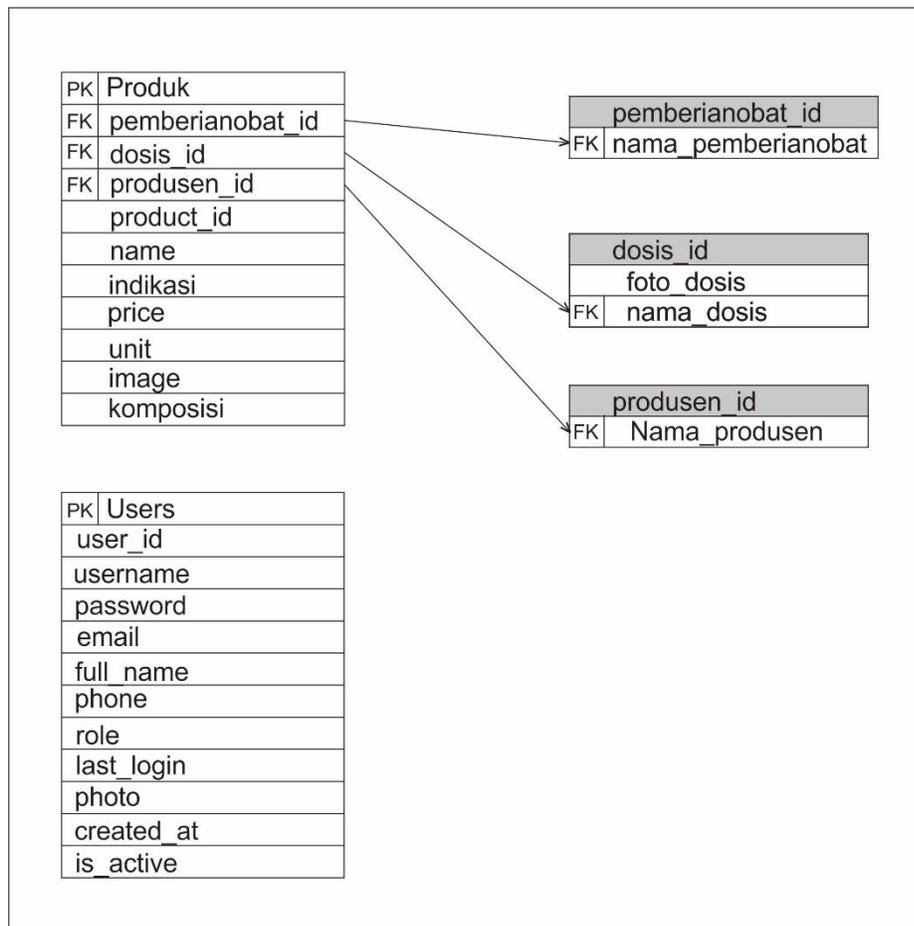 PK Produk
FK pemberianobat_id
FK dosis_id
FK produsen_id
product_id
name
indikasi
price
unit
image
komposisi
pemberianobat_id
FK nama_pemberianobat
dosis_id
foto_dosis
FK nama_dosis
produsen_id
FK Nama_produsen
PK Users
user_id
username
password
email
full_name
phone
role
last_login
photo
created_at
is_active